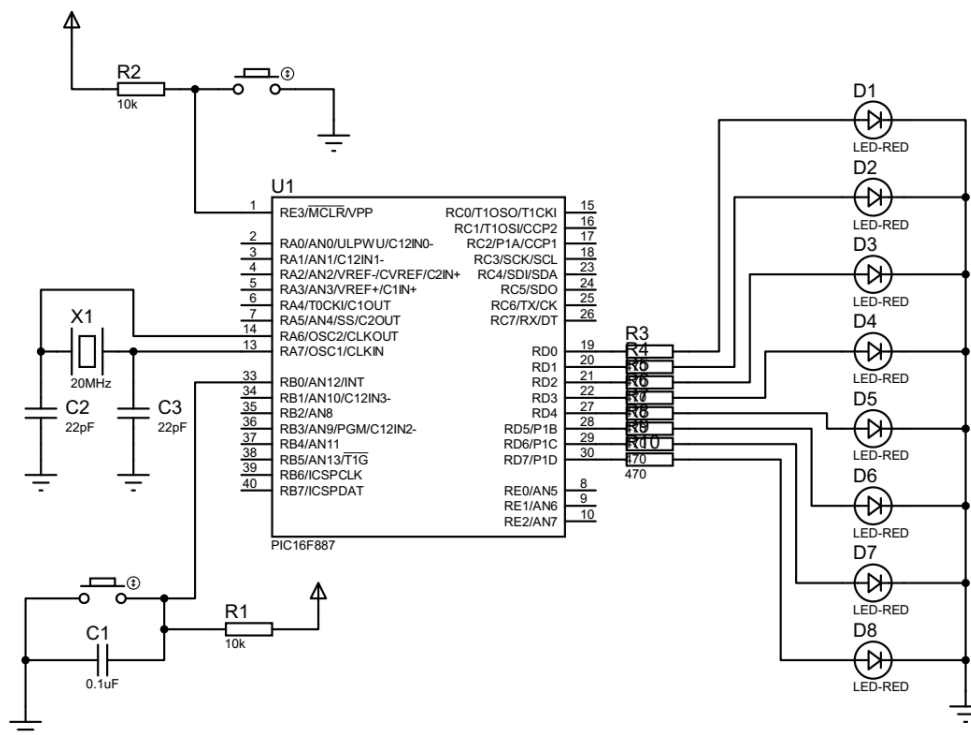 R2
10k
U1
1 RE3/MCLR/VPP
2 RA0/AN0/ULPWU/C12IN0-
3 RA1/AN1/C12IN1-
4 RA2/AN2/VREF-/CVREF/C2IN+
5 RA3/AN3/VREF+/C1IN+
6 RA4/T0CKI/C1OUT
7 RA5/AN4/SS/C2OUT
14 RA6/OSC2/CLKOUT
13 RA7/OSC1/CLKIN
33 RB0/AN12/INT
34 RB1/AN10/C12IN3-
35 RB2/AN8
36 RB3/AN9/PGM/C12IN2-
37 RB4/AN11
38 RB5/AN13/T1G
39 RB6/ICSPCLK
40 RB7/ICSPDAT
RC0/T1OSO/T1CKI 15
RC1/T1OSI/CCP2 16
RC2/P1A/CCP1 17
RC3/SCK/SCL 18
RC4/SDI/SDA 23
RC5/SDO 24
RC6/TX/CK 25
RC7/RX/DT 26
RD0 19
RD1 20
RD2 21
RD3 22
RD4 27
RD5/P1B 28
RD6/P1C 29
RD7/P1D 30
RE0/AN5 8
RE1/AN6 9
RE2/AN7 10
PIC16F887
X1
20MHz
C2
22pF
C3
22pF
R1
10k
C1
0.1uF
R3
R4
R5
R6
R7
R8
R9
R10
470
470
D1
LED-RED
D2
LED-RED
D3
LED-RED
D4
LED-RED
D5
LED-RED
D6
LED-RED
D7
LED-RED
D8
LED-RED